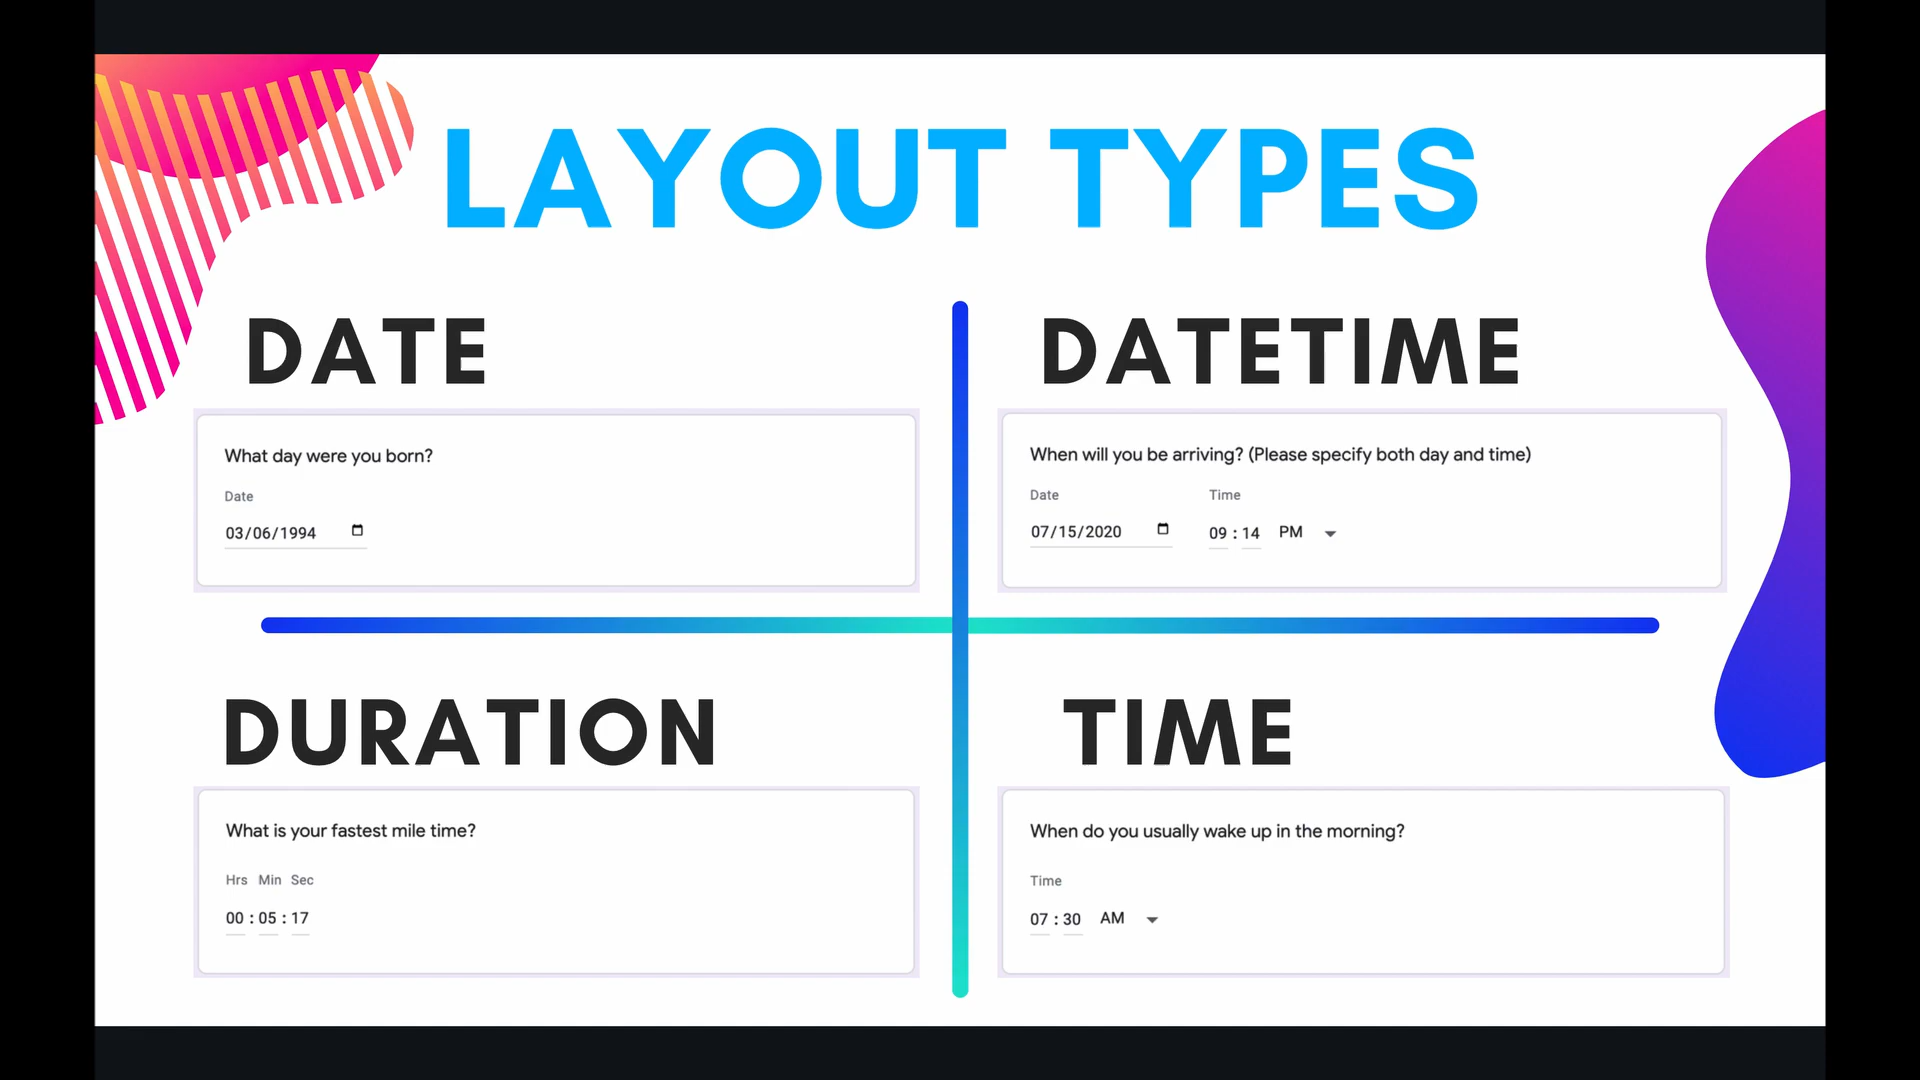 LAYOUT TYPES
DATE
What day were you born?
Date
03/06/1994
DATETIME
When will you be arriving? (Please specify both day and time)
Date Time
07/15/2020 09 : 14 PM
DURATION
What is your fastest mile time?
Hrs Min Sec
00 : 05 : 17
TIME
When do you usually wake up in the morning?
Time
07 : 30 AM